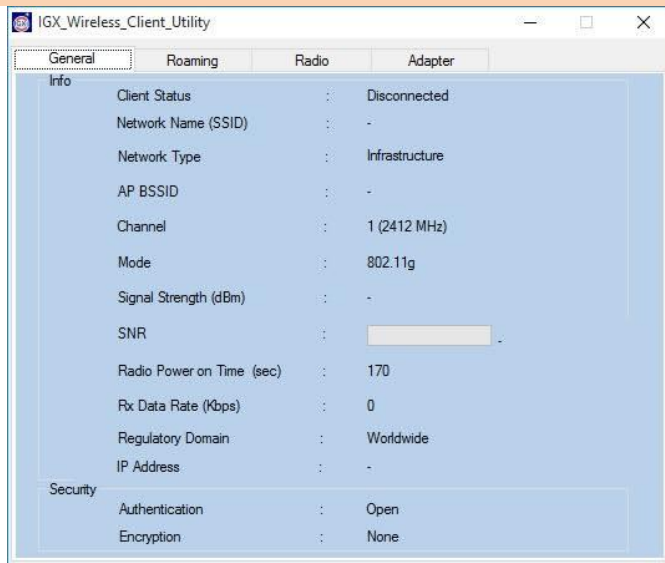 IGX_Wireless_Client_Utility
General Roaming Radio Adapter
Info
Client Status : Disconnected
Network Name (SSID) : -
Network Type : Infrastructure
AP BSSID : -
Channel : 1 (2412 MHz)
Mode : 802.11g
Signal Strength (dBm) : -
SNR : -
Radio Power on Time (sec) : 170
Rx Data Rate (Kbps) : 0
Regulatory Domain : Worldwide
IP Address : -
Security
Authentication : Open
Encryption : None